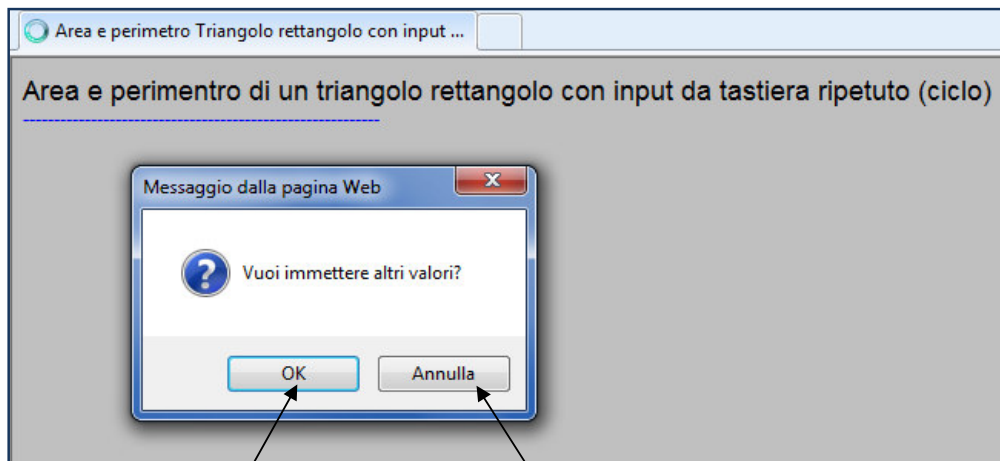 Area e perimetro Triangolo rettangolo con input ...
Area e perimentro di un triangolo rettangolo con input da tastiera ripetuto (ciclo)
Messaggio dalla pagina Web
Vuoi immettere altri valori?
OK
Annulla